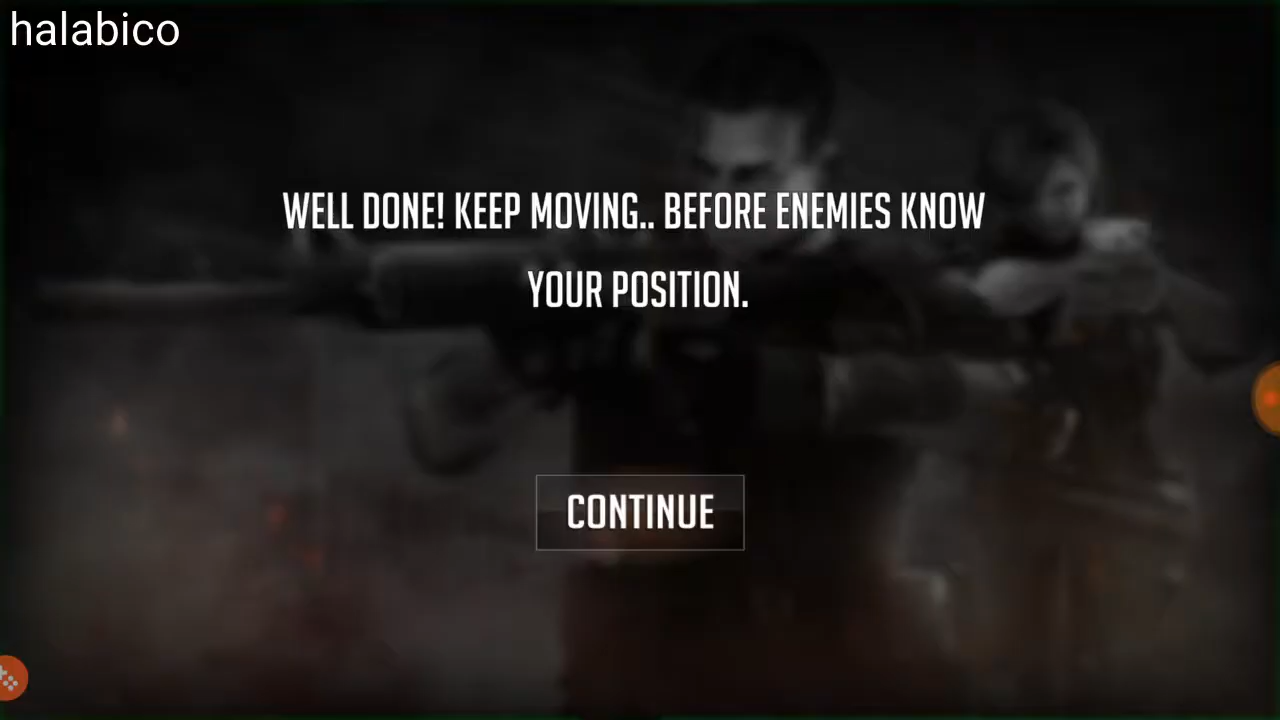 halabico
WELL DONE! KEEP MOVING.. BEFORE ENEMIES KNOW
YOUR POSITION.
CONTINUE